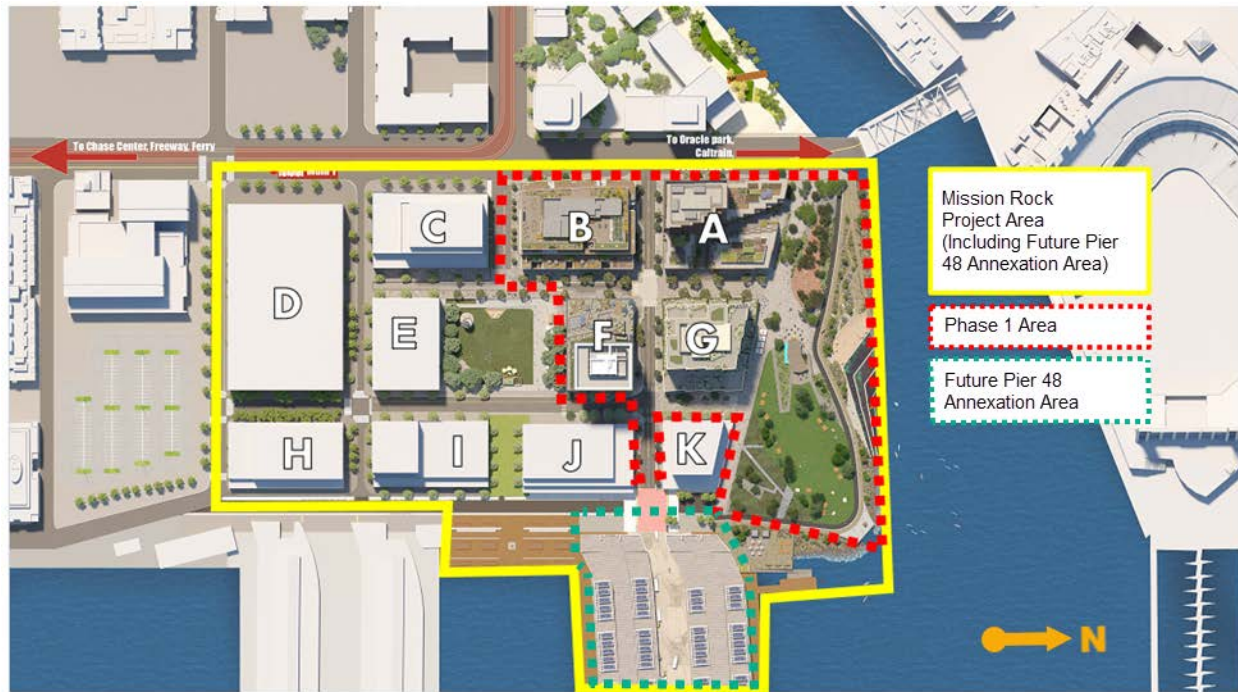 To Chase Center, Freeway, Ferry
To Oracle park,
Caltrain,
C
B
A
D
E
F
G
H
I
J
K
Mission Rock
Project Area
(Including Future Pier
48 Annexation Area)
Phase 1 Area
Future Pier 48
Annexation Area
N